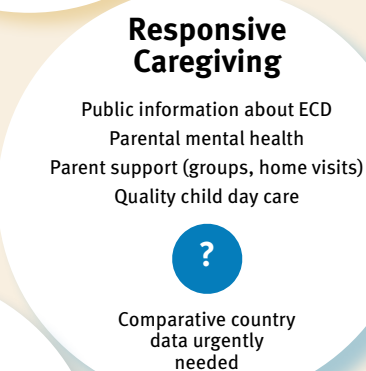 Responsive
Caregiving
Public information about ECD
Parental mental health
Parent support (groups, home visits)
Quality child day care
?
Comparative country
data urgently
needed